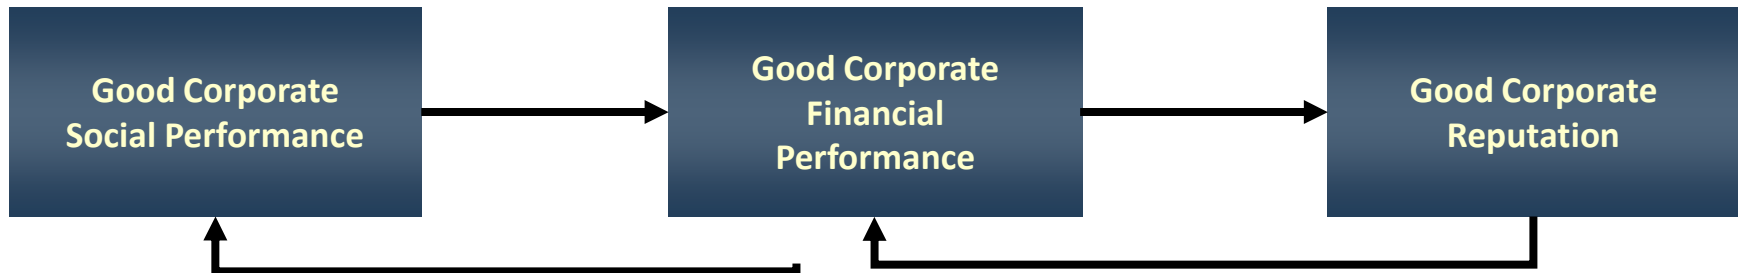 Good Corporate
Social Performance
Good Corporate
Financial
Performance
Good Corporate
Reputation